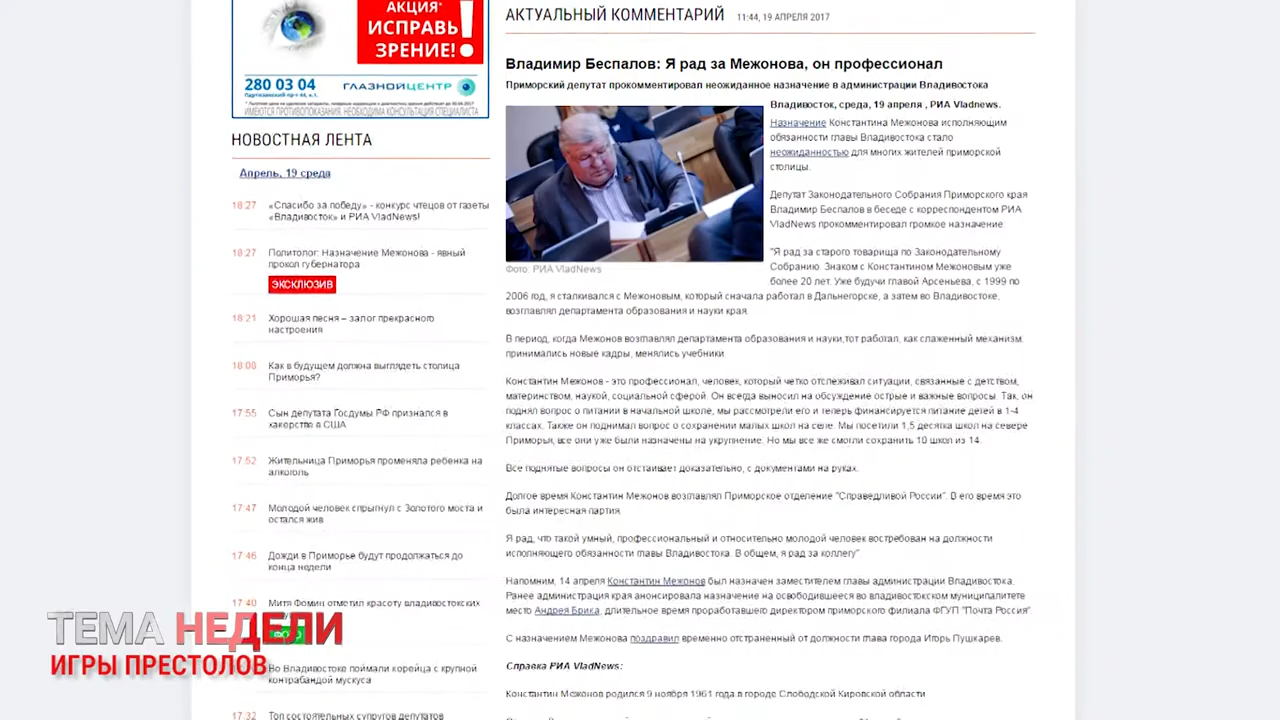 АКЦИЯ*
ИСПРАВЬ
ЗРЕНИЕ!
280 03 04
Партизанский пр-т 44, к.1.
ГЛАЗНОЙЦЕНТР
ИМЕЮТСЯ ПРОТИВОПОКАЗАНИЯ. НЕОБХОДИМА КОНСУЛЬТАЦИЯ СПЕЦИАЛИСТА
НОВОСТНАЯ ЛЕНТА
Апрель, 19 среда
18:27 «Спасибо за победу» - конкурс чтецов от газеты
«Владивосток» и РИА VladNews!
18:27 Политолог: Назначение Межонова - явный
прокол губернатора
ЭКСКЛЮЗИВ
18:21 Хорошая песня – залог прекрасного
настроения
18:08 Как в будущем должна выглядеть столица
Приморья?
17:55 Сын депутата Госдумы РФ признался в
хакерстве в США
17:52 Жительница Приморья променяла ребенка на
алкоголь
17:47 Молодой человек спрыгнул с Золотого моста и
остался жив
17:46 Дожди в Приморье будут продолжаться до
конца недели
17:40 Митя Фомин отметил красоту владивостокских
ФОТО
Во Владивостоке поймали корейца с крупной
контрабандой мускуса
17:32 Топ состоятельных супругов депутатов
АКТУАЛЬНЫЙ КОММЕНТАРИЙ 11:44, 19 АПРЕЛЯ 2017
Владимир Беспалов: Я рад за Межонова, он профессионал
Приморский депутат прокомментировал неожиданное назначение в администрации Владивостока
Фото: РИА VladNews
Владивосток, среда, 19 апреля , РИА Vladnews.
Назначение Константина Межонова исполняющим
обязанности главы Владивостока стало
неожиданностью для многих жителей приморской
столицы.
Депутат Законодательного Собрания Приморского края
Владимир Беспалов в беседе с корреспондентом РИА
VladNews прокомментировал громкое назначение:
"Я рад за старого товарища по Законодательному
Собранию. Знаком с Константином Межоновым уже
более 20 лет. Уже будучи главой Арсеньева, с 1999 по
2006 год, я сталкивался с Межоновым, который сначала работал в Дальнегорске, а затем во Владивостоке,
возглавлял департамента образования и науки края.
В период, когда Межонов возглавлял департамента образования и науки,тот работал, как слаженный механизм:
принимались новые кадры, менялись учебники.
Константин Межонов - это профессионал, человек, который четко отслеживал ситуации, связанные с детством,
материнством, наукой, социальной сферой. Он всегда выносил на обсуждение острые и важные вопросы. Так, он
поднял вопрос о питании в начальной школе, мы рассмотрели его и теперь финансируется питание детей в 1-4
классах. Также он поднимал вопрос о сохранении малых школ на селе. Мы посетили 1,5 десятка школ на севере
Приморья, все они уже были назначены на укрупнение. Но мы все же смогли сохранить 10 школ из 14.
Все поднятые вопросы он отстаивает доказательно, с документами на руках.
Долгое время Константин Межонов возглавлял Приморское отделение "Справедливой России". В его время это
была интересная партия.
Я рад, что такой умный, профессиональный и относительно молодой человек востребован на должности
исполняющего обязанности главы Владивостока. В общем, я рад за коллегу".
Напомним, 14 апреля Константин Межонов был назначен заместителем главы администрации Владивостока.
Ранее администрация края анонсировала назначение на освободившееся во владивостокском муниципалитете
место Андрея Брика, длительное время проработавшего директором приморского филиала ФГУП "Почта России".
С назначением Межонова поздравил временно отстраненный от должности глава города Игорь Пушкарев.
Справка РИА VladNews:
Константин Межонов родился 9 ноября 1961 года в городе Слободской Кировской области
ТЕМА НЕДЕЛИ
ИГРЫ ПРЕСТОЛОВ